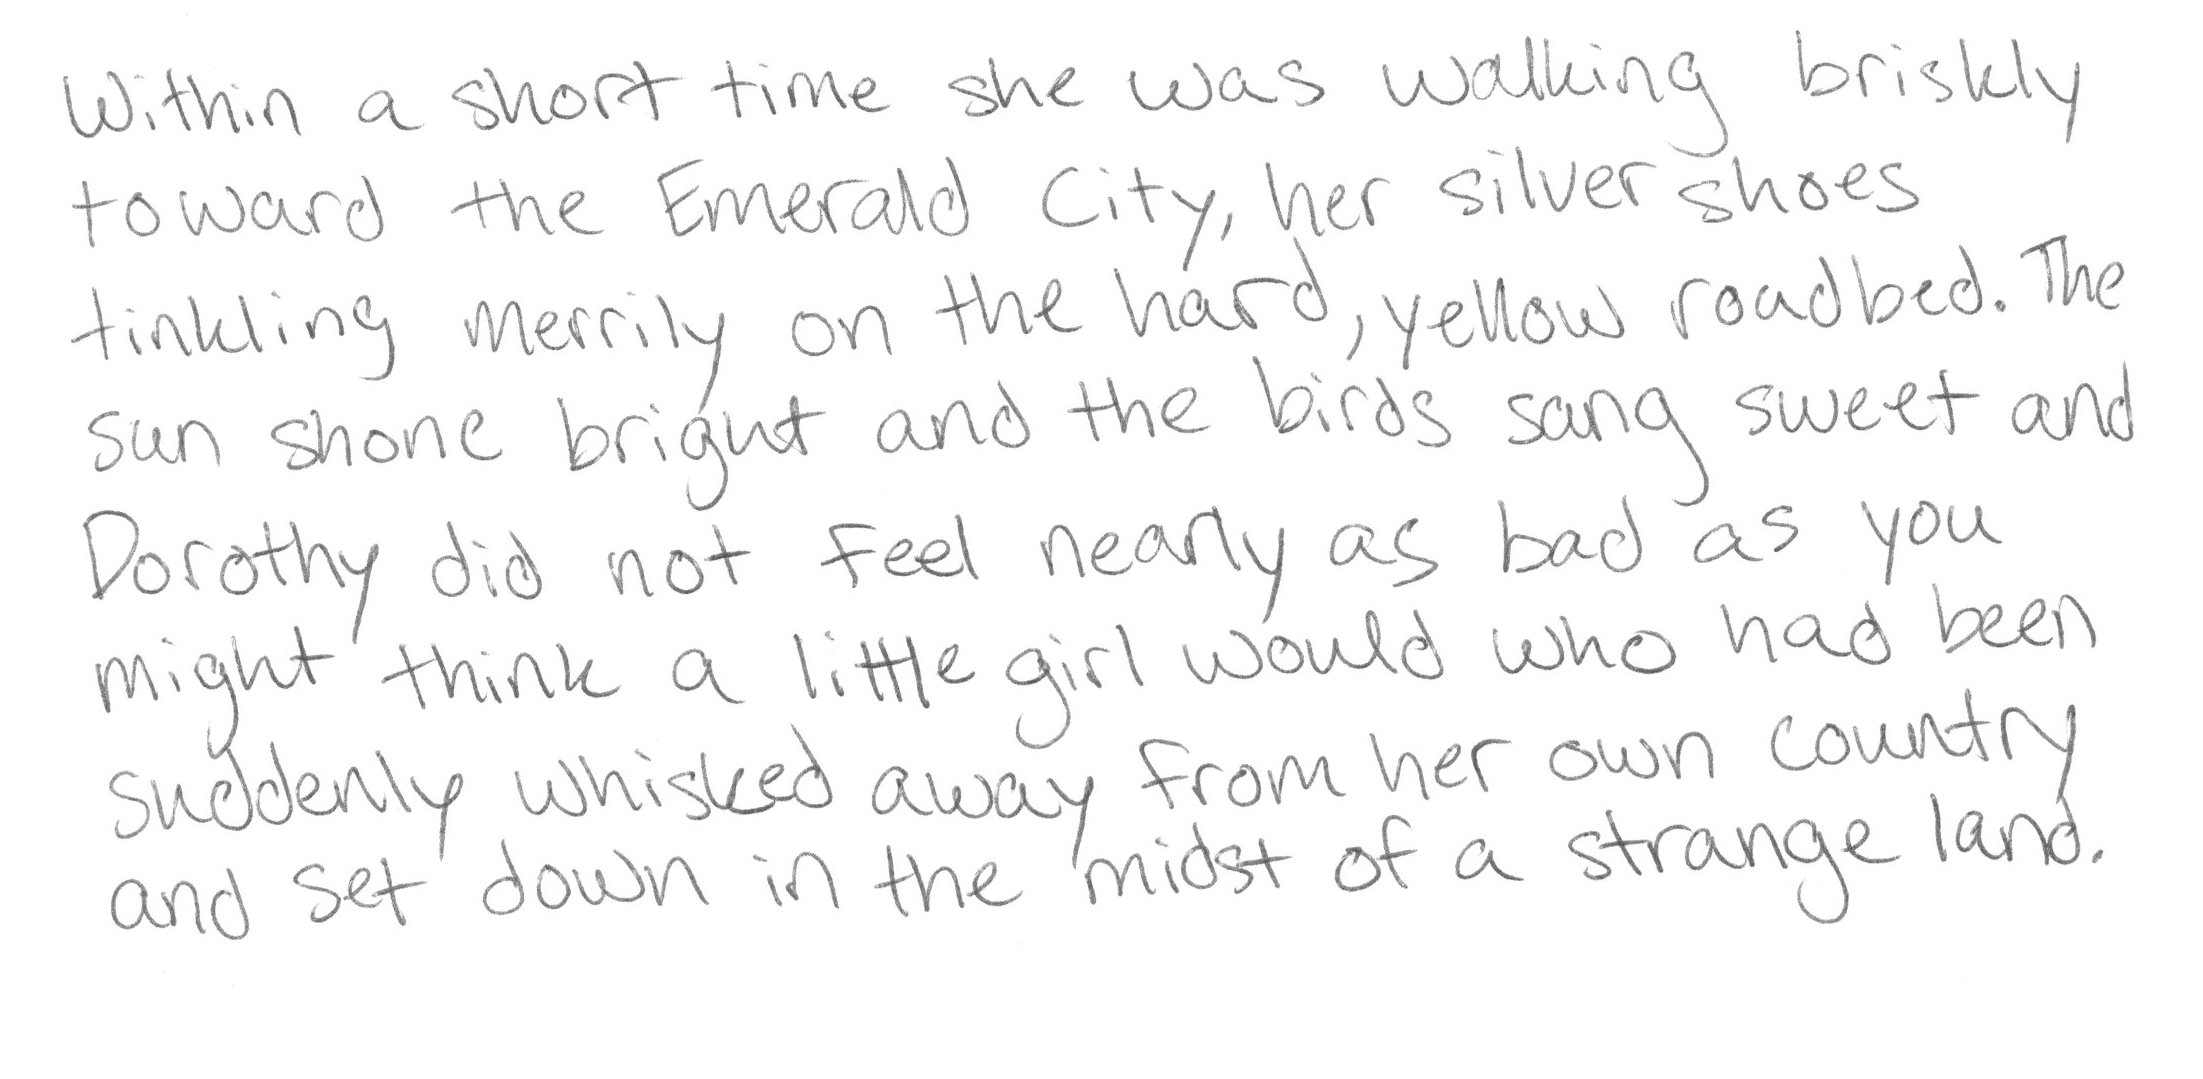 Within a short time she was walking briskly
toward the Emerald City, her silver shoes
tinkling merrily on the hard, yellow roadbed. The
sun shone bright and the birds sang sweet and
Dorothy did not feel nearly as bad as you
might think a little girl would who had been
suddenly whisked away from her own country
and set down in the midst of a strange land.